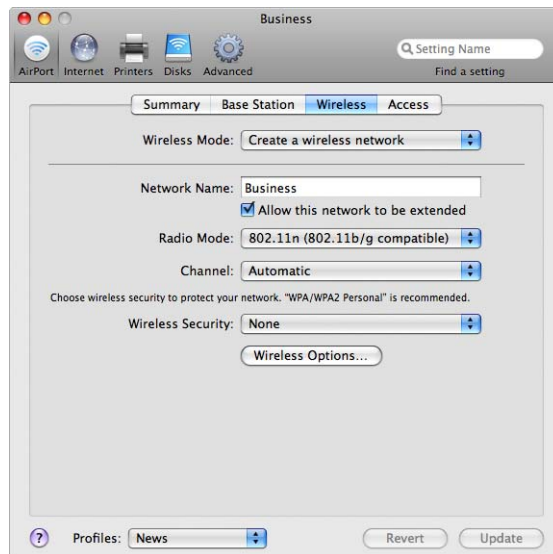 Business
Setting Name
AirPort Internet Printers Disks Advanced
Find a setting
Summary Base Station Wireless Access
Wireless Mode: Create a wireless network
Network Name: Business
Allow this network to be extended
Radio Mode: 802.11n (802.11b/g compatible)
Channel: Automatic
Choose wireless security to protect your network. "WPA/WPA2 Personal" is recommended.
Wireless Security: None
Wireless Options...
? Profiles: News Revert Update